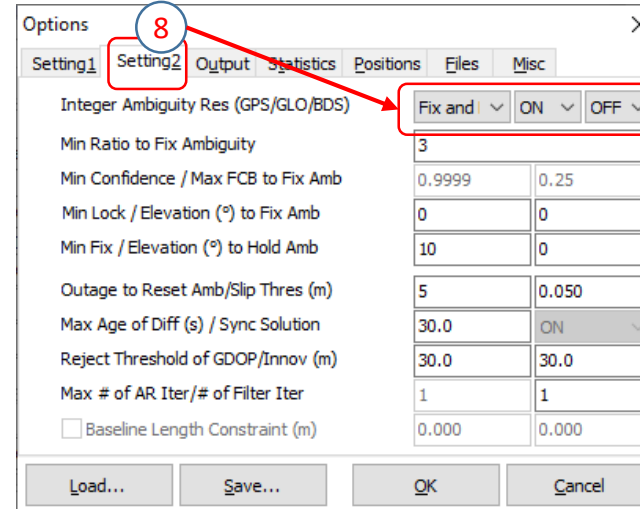 Options
8
Setting1 Setting2 Output Statistics Positions Files Misc
Integer Ambiguity Res (GPS/GLO/BDS) Fix and ON OFF
Min Ratio to Fix Ambiguity 3
Min Confidence / Max FCB to Fix Amb 0.9999 0.25
Min Lock / Elevation (°) to Fix Amb 0 0
Min Fix / Elevation (°) to Hold Amb 10 0
Outage to Reset Amb/Slip Thres (m) 5 0.050
Max Age of Diff (s) / Sync Solution 30.0 ON
Reject Threshold of GDOP/Innov (m) 30.0 30.0
Max # of AR Iter/# of Filter Iter 1 1
Baseline Length Constraint (m) 0.000 0.000
Load... Save... OK Cancel